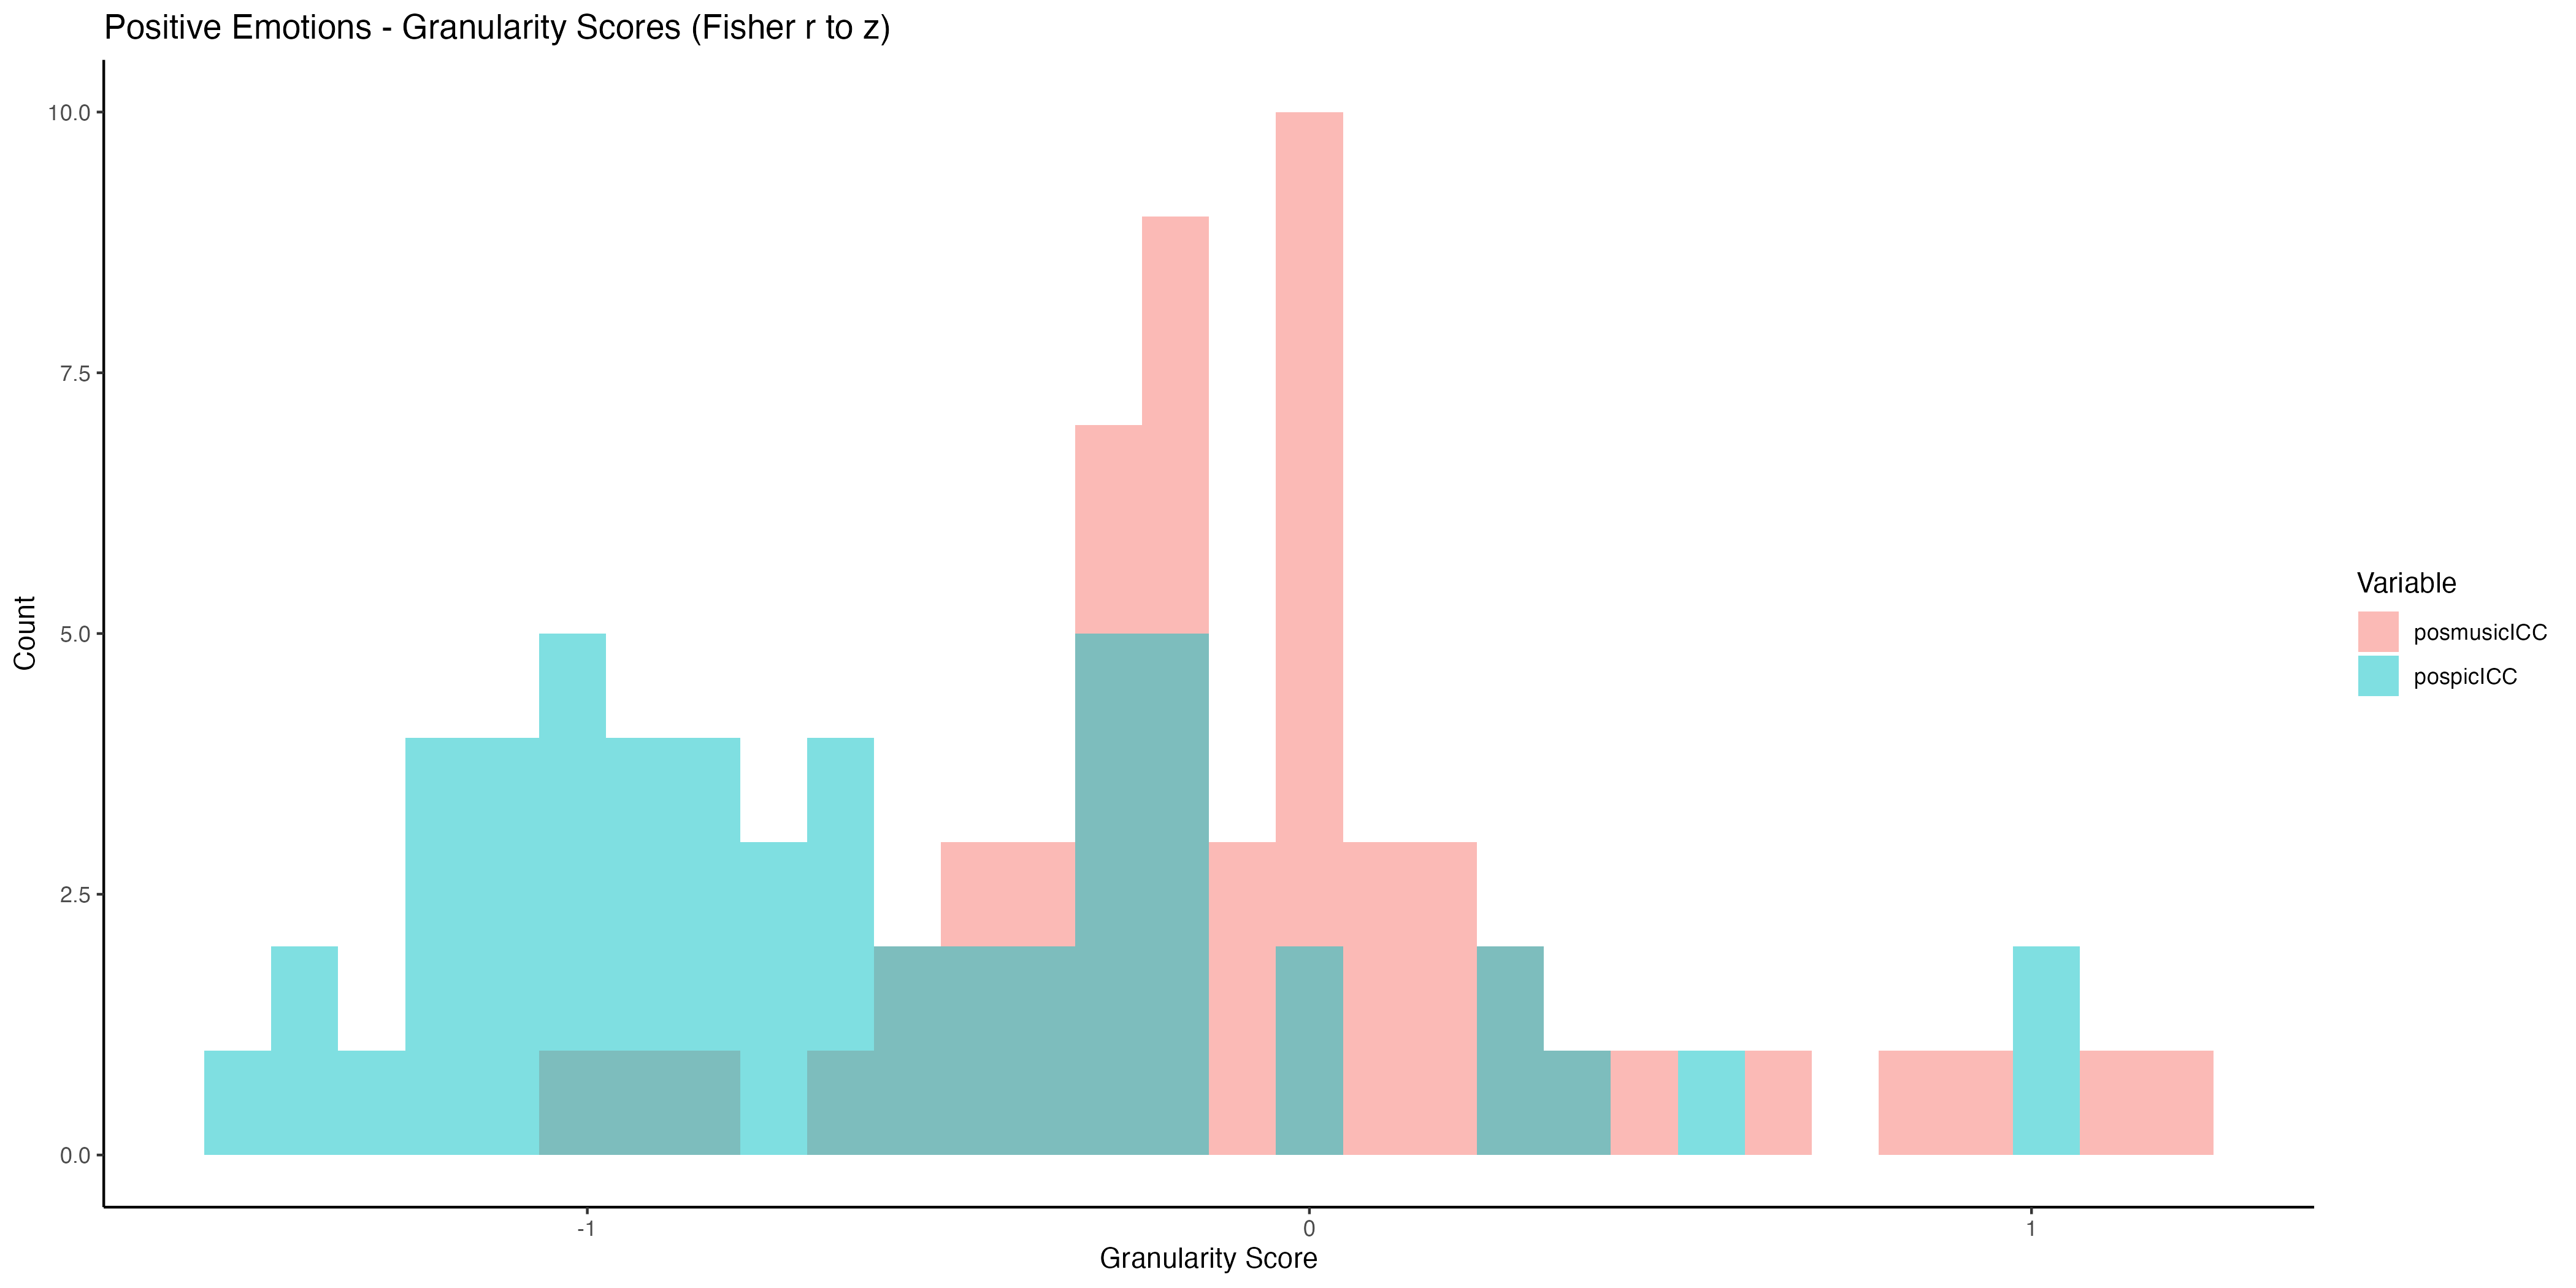 Positive Emotions - Granularity Scores (Fisher r to z)
10.0
7.5
5.0
2.5
0.0
Count
-1
0
1
Granularity Score
Variable
posmusicICC
pospicICC